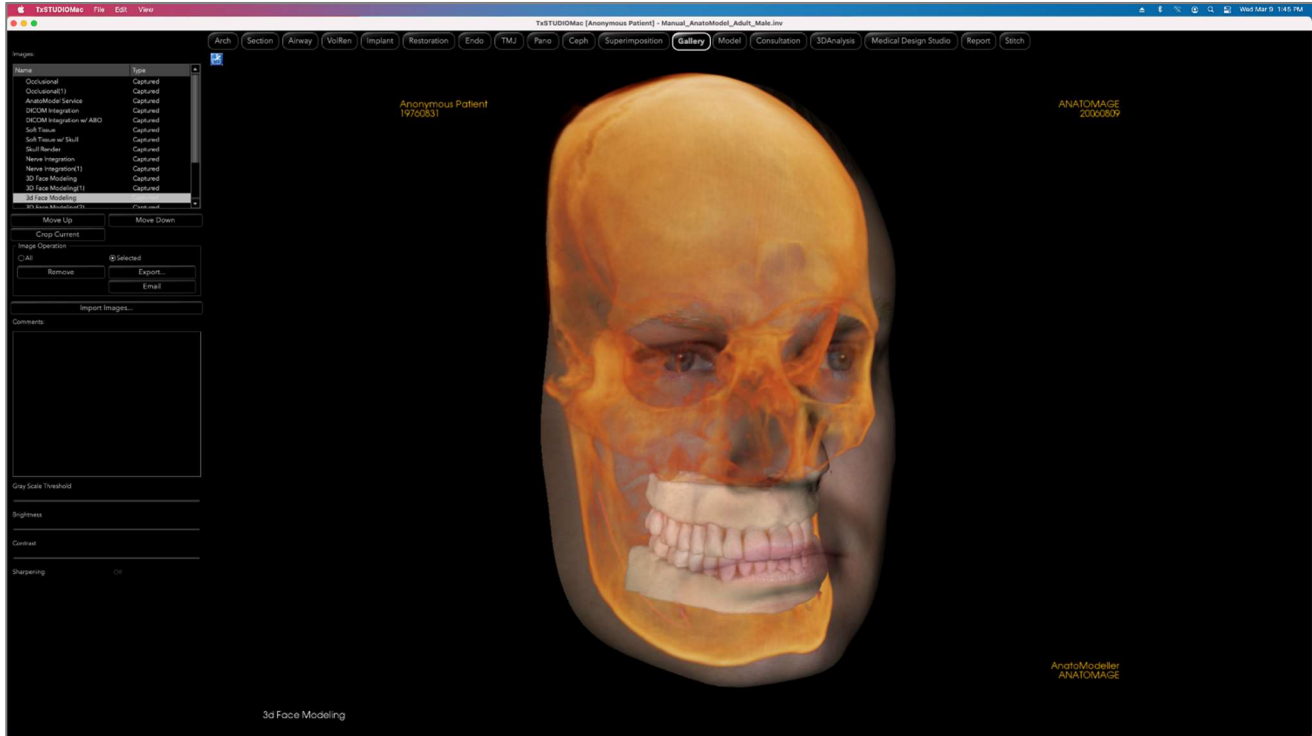 TxSTUDIOMac File Edit View
Wed Mar 9 1:45 PM
TxSTUDIOMac [Anonymous Patient] - Manual_AnatoModel_Adult_Male.inv
Arch Section Airway VolRen Implant Restoration Endo TMJ Pano Ceph Superimposition Gallery Model Consultation 3DAnalysis Medical Design Studio Report Stitch
Images:
Name Type
Occlusional Captured
Occlusional(1) Captured
AnatoModel Service Captured
DICOM Integration Captured
DICOM Integration w/ ABO Captured
Soft Tissue Captured
Soft Tissue w/ Skull Captured
Skull Render Captured
Nerve Integration Captured
Nerve Integration(1) Captured
3D Face Modeling Captured
3D Face Modeling(1) Captured
3d Face Modeling
Move Up Move Down
Crop Current
Image Operation
All Selected
Remove Export...
Email
Import Images...
Comments:
Gray Scale Threshold
Brightness
Contrast
Sharpening Off
Anonymous Patient
19760831
ANATOMAGE
20060809
AnatoModeller
ANATOMAGE
3d Face Modeling